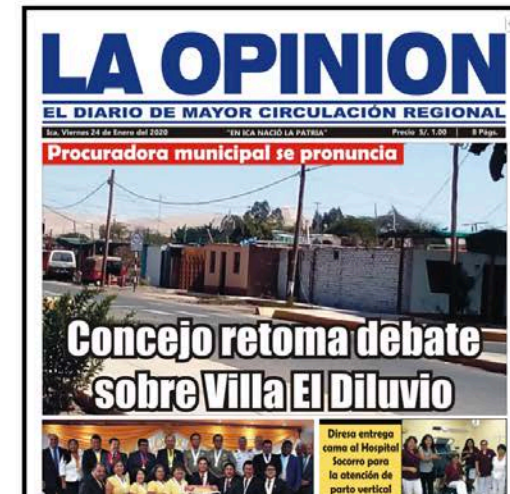 LA OPINION
EL DIARIO DE MAYOR CIRCULACIÓN REGIONAL
Ica, Viernes 24 de Enero del 2020 "EN ICA NACIÓ LA PATRIA" Precio S/. 1.00 | 8 Págs.
Procuradora municipal se pronuncia
Concejo retoma debate
sobre Villa El Diluvio
Diresa entrega
cama al Hospital
Socorro para
la atención de
parto vertical